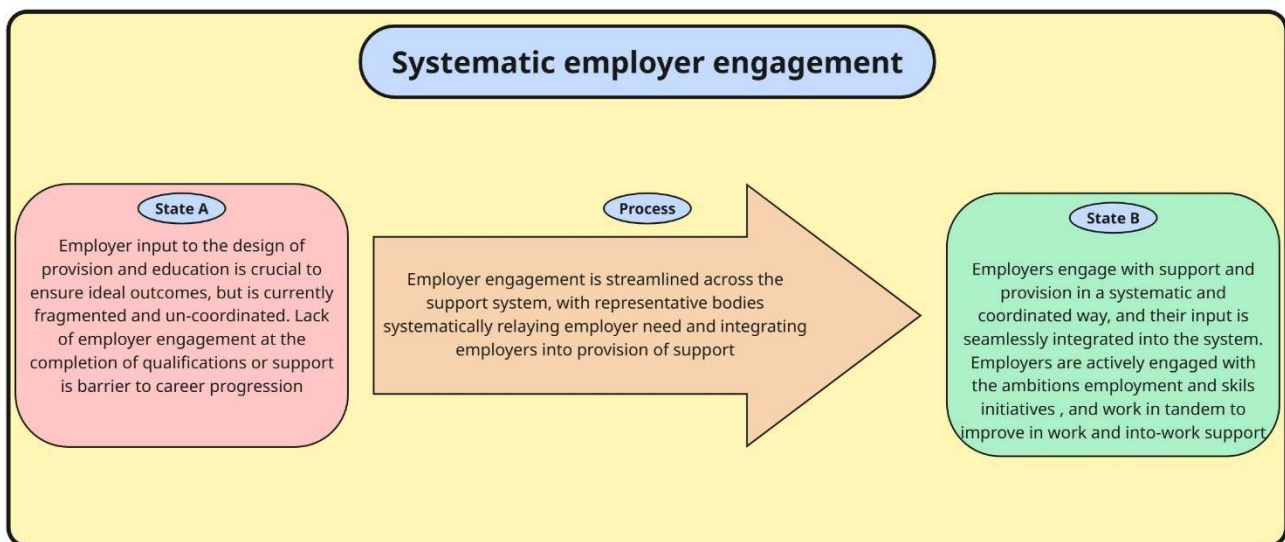 Systematic employer engagement
State A
Employer input to the design of
provision and education is crucial to
ensure ideal outcomes, but is currently
fragmented and un-coordinated. Lack
of employer engagement at the
completion of qualifications or support
is barrier to career progression
Process
Employer engagement is streamlined across the
support system, with representative bodies
systematically relaying employer need and integrating
employers into provision of support
State B
Employers engage with support and
provision in a systematic and
coordinated way, and their input is
seamlessly integrated into the system.
Employers are actively engaged with
the ambitions employment and skils
initiatives , and work in tandem to
improve in work and into-work support